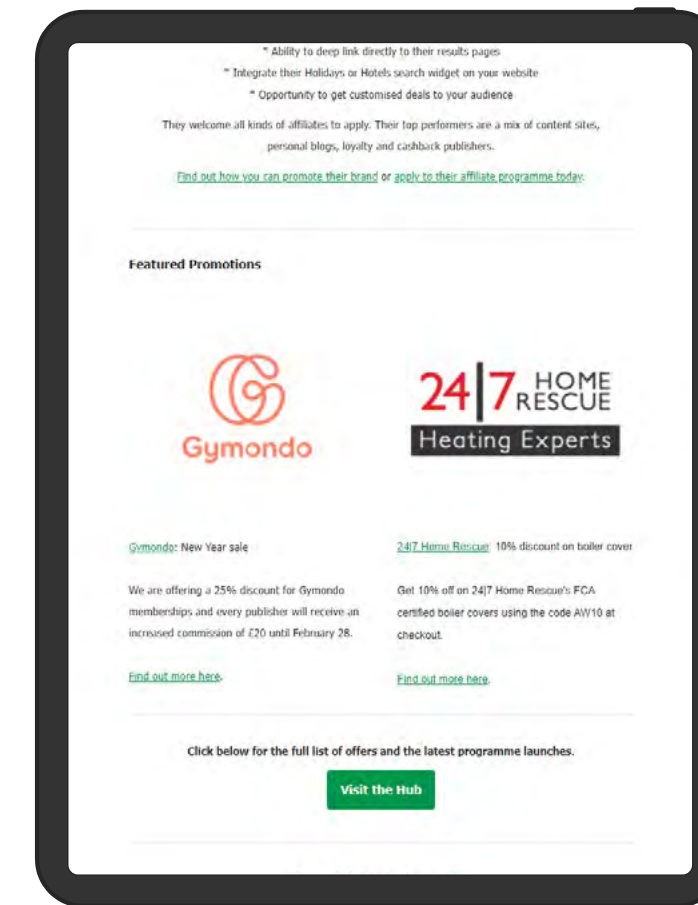 * Ability to deep link directly to their results pages
* Integrate their Holidays or Hotels search widget on your website
* Opportunity to get customised deals to your audience
They welcome all kinds of affiliates to apply. Their top performers are a mix of content sites,
personal blogs, loyalty and cashback publishers.
Find out how you can promote their brand or apply to their affiliate programme today.
Featured Promotions
Gymondo
24|7 HOME RESCUE
Heating Experts
Gymondo: New Year sale
We are offering a 25% discount for Gymondo
memberships and every publisher will receive an
increased commission of £20 until February 28.
Find out more here.
24|7 Home Rescue: 10% discount on boiler cover
Get 10% off on 24|7 Home Rescue's FCA
certified boiler covers using the code AW10 at
checkout.
Find out more here.
Click below for the full list of offers and the latest programme launches.
Visit the Hub